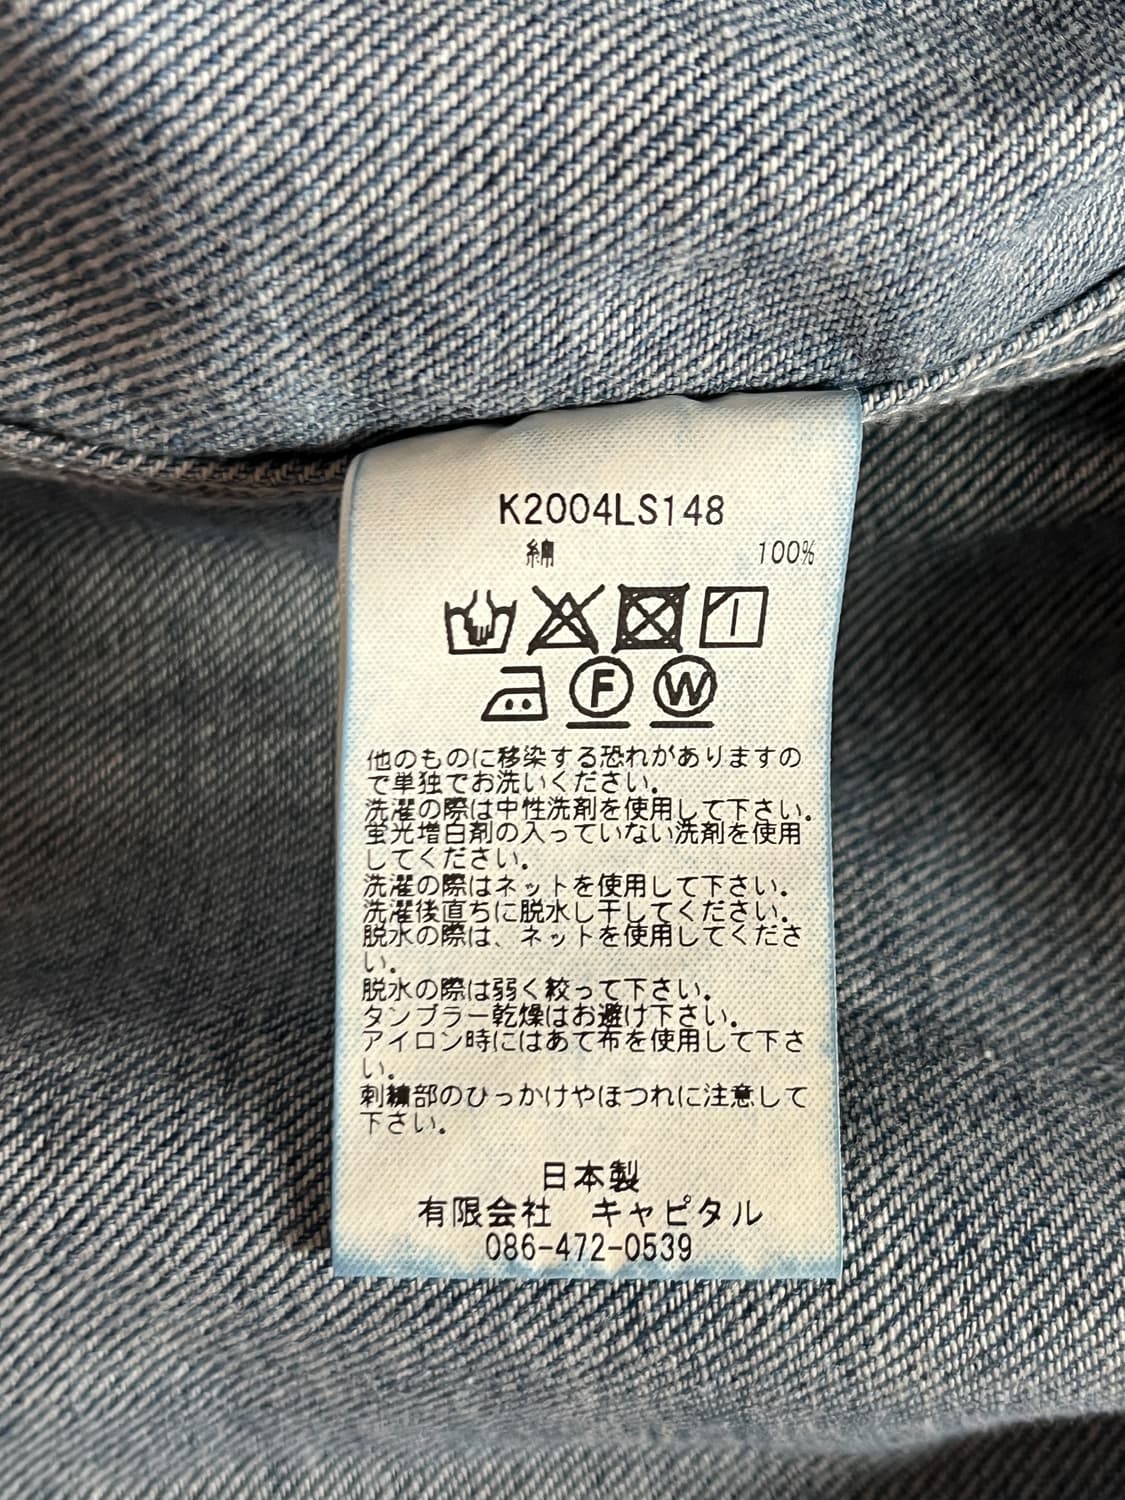 K2004LS148
綿 100%
F W
他のものに移染する恐れがありますの
で単独でお洗いください。
洗濯の際は中性洗剤を使用して下さい。
蛍光増白剤の入っていない洗剤を使用
してください。
洗濯の際はネットを使用して下さい。
洗濯後直ちに脱水し干してください。
脱水の際は、ネットを使用してくださ
い。
脱水の際は弱く絞って下さい。
タンブラー乾燥はお避け下さい。
アイロン時にはあて布を使用して下さ
い。
刺繍部のひっかけやほつれに注意して
下さい。
日本製
有限会社 キャピタル
086-472-0539